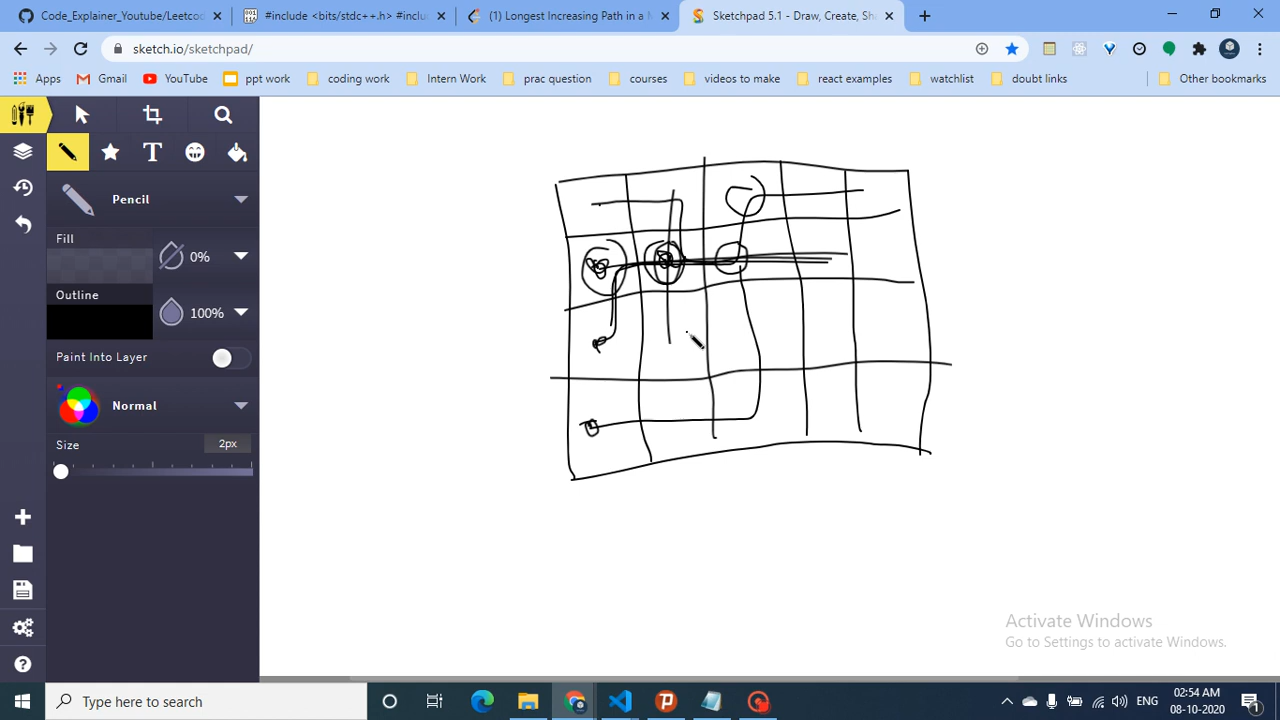 Code_Explainer_Youtube/Leetcod
#include <bits/stdc++.h> #includ
(1) Longest Increasing Path in a M
Sketchpad 5.1 - Draw, Create, Sha
sketch.io/sketchpad/
Apps
Gmail
YouTube
ppt work
coding work
Intern Work
prac question
courses
videos to make
react examples
watchlist
doubt links
Other bookmarks
Pencil
Fill
0%
Outline
100%
Paint Into Layer
Normal
Size
2px
Activate Windows
Go to Settings to activate Windows.
Type here to search
ENG
02:54 AM
08-10-2020